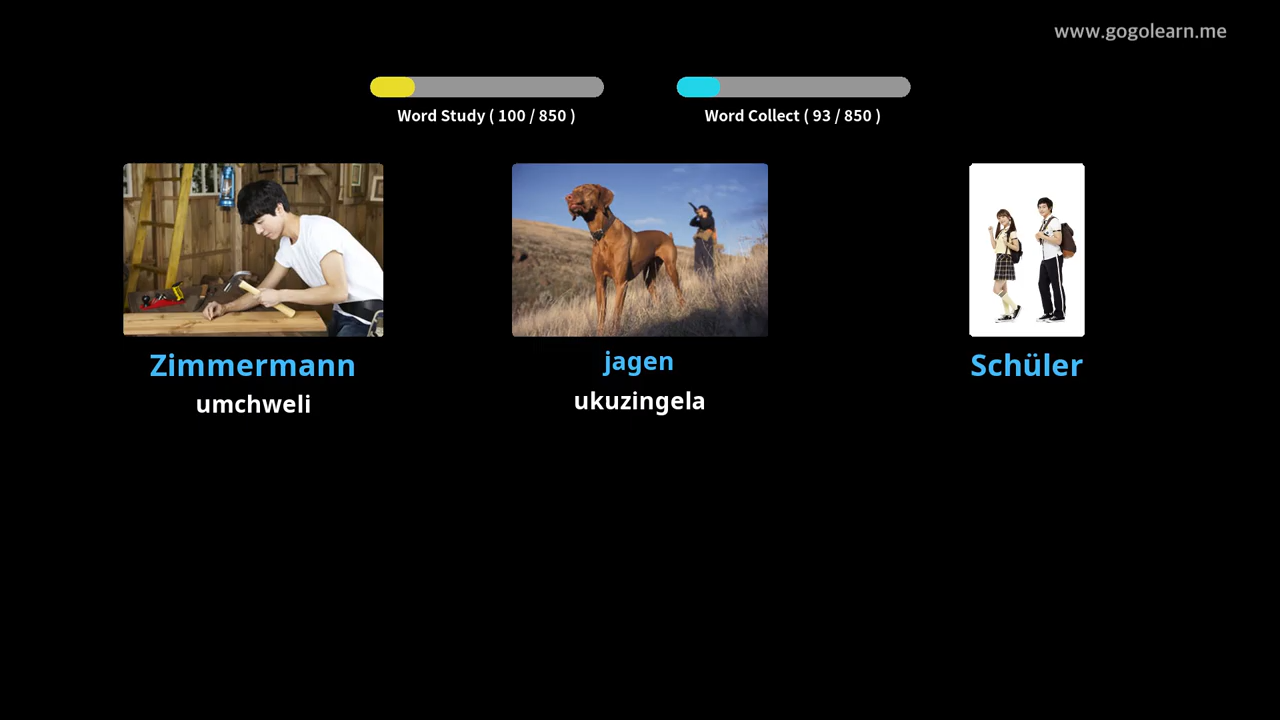 www.gogolearn.me
Word Study ( 100 / 850 )
Word Collect ( 93 / 850 )
Zimmermann
umchweli
jagen
ukuzingela
Schüler